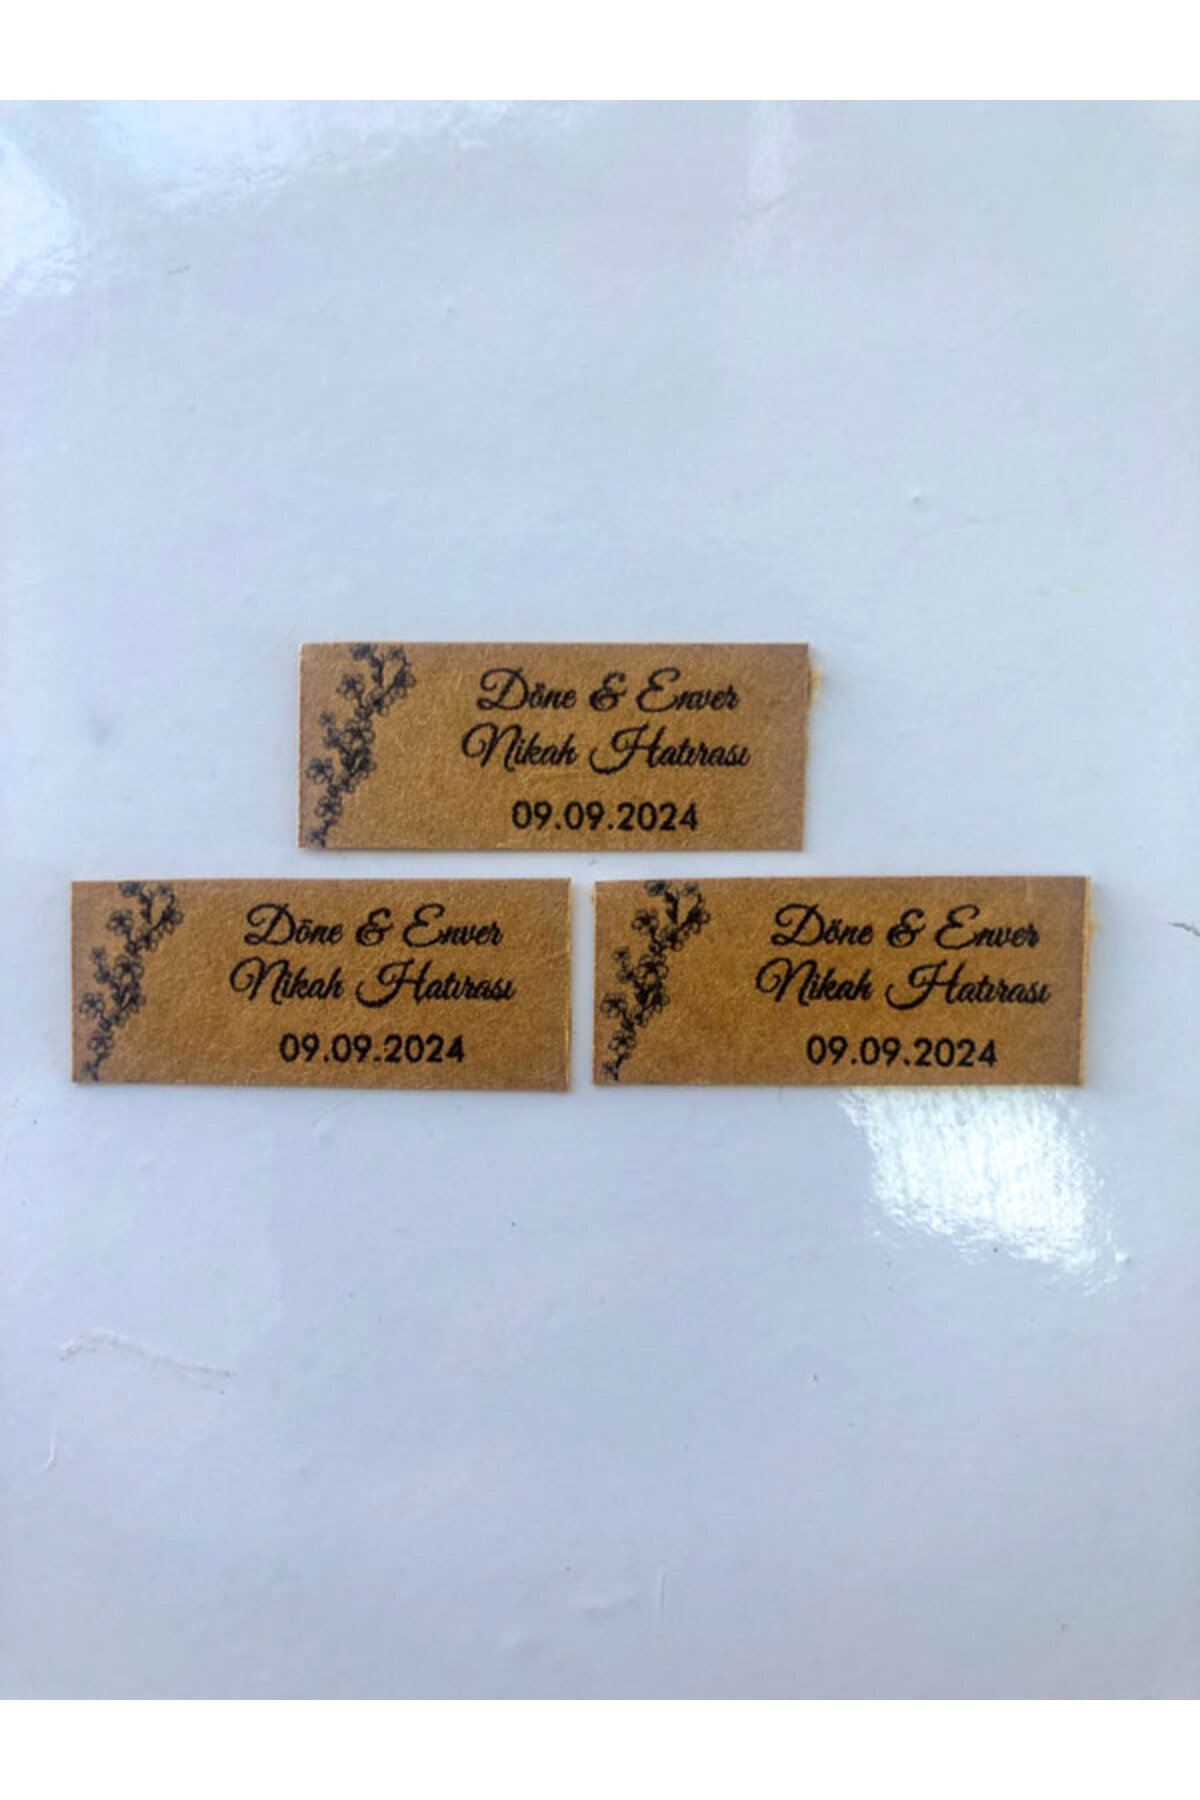 Döne & Enver
Nikah Hatırası
09.09.2024
Döne & Enver
Nikah Hatırası
09.09.2024
Döne & Enver
Nikah Hatırası
09.09.2024